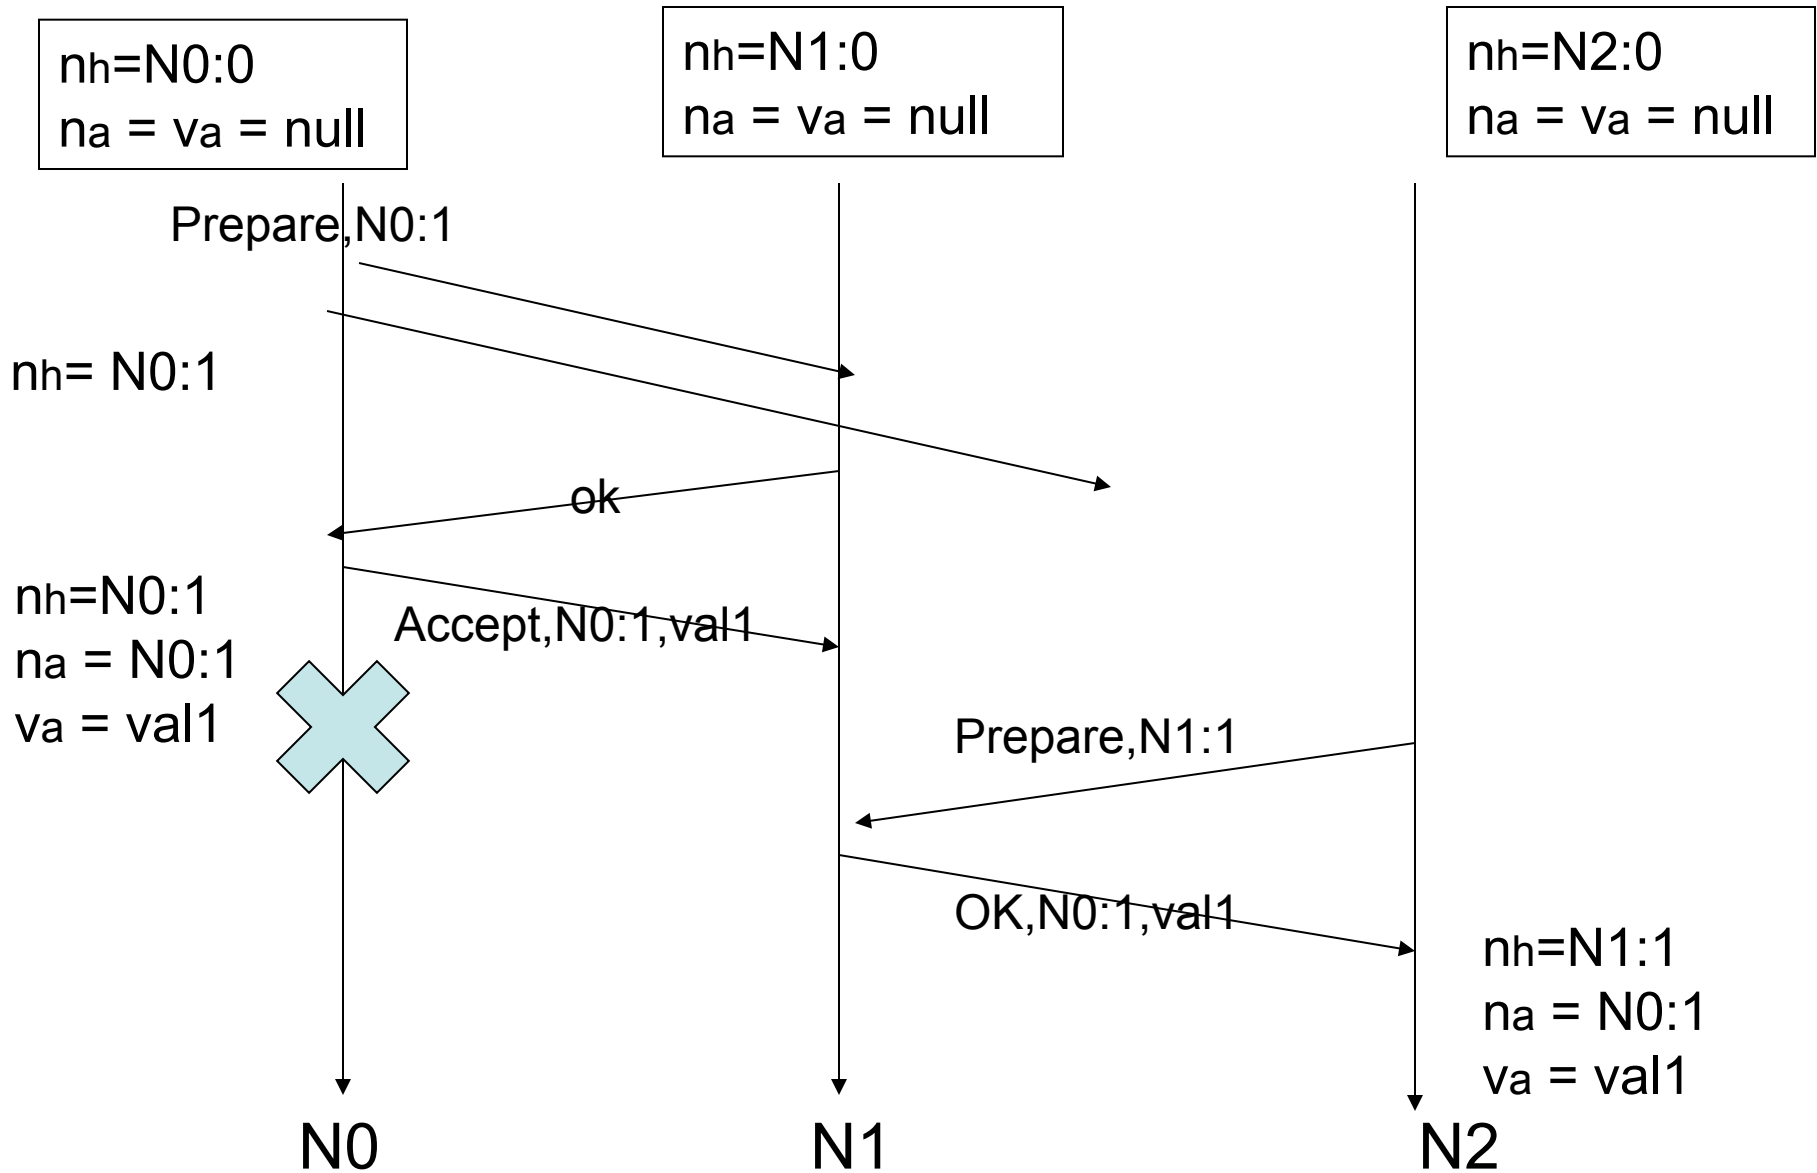 nh=N0:0
na = va = null
nh=N1:0
na = va = null
nh=N2:0
na = va = null
Prepare,N0:1
nh= N0:1
ok
nh=N0:1
na = N0:1
va = val1
Accept,N0:1,val1
Prepare,N1:1
OK,N0:1,val1
nh=N1:1
na = N0:1
va = val1
N0
N1
N2